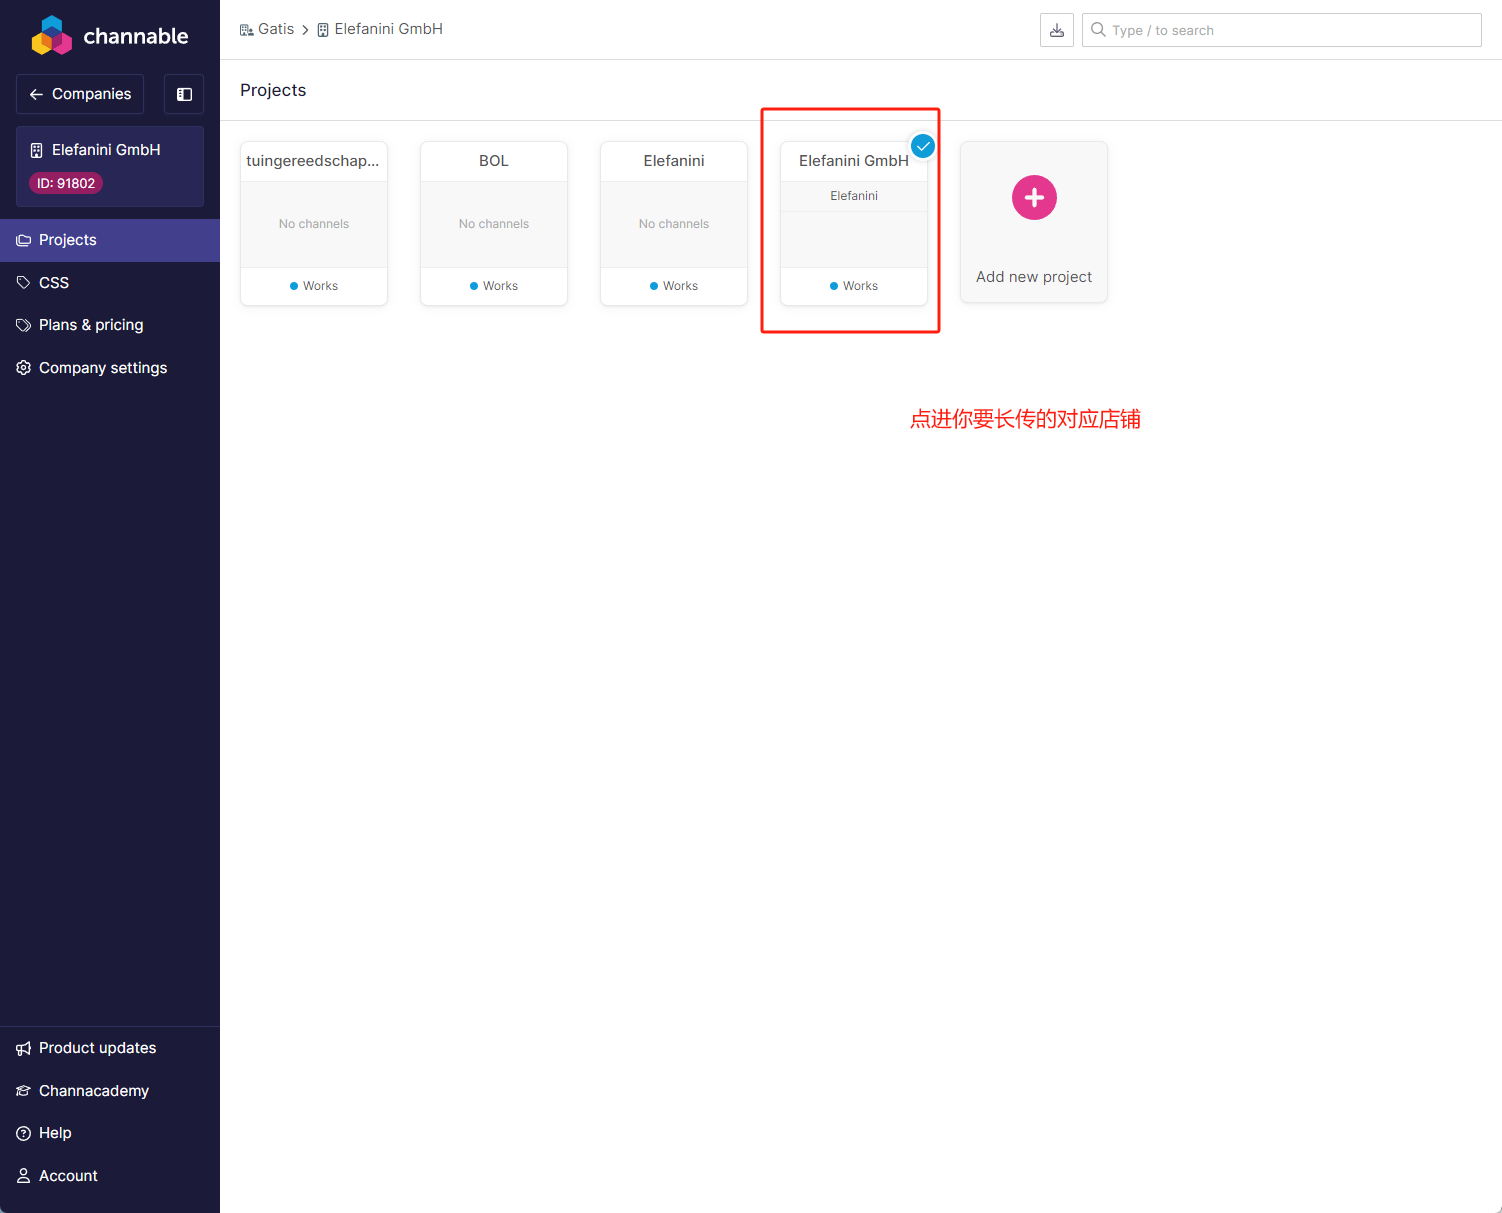 channable
Companies
Elefanini GmbH
ID: 91802
Projects
CSS
Plans & pricing
Company settings
Product updates
Channacademy
Help
Account
Gatis > Elefanini GmbH
Type / to search
Projects
tuingereedschap...
No channels
Works
BOL
No channels
Works
Elefanini
No channels
Works
Elefanini GmbH
Elefanini
Works
Add new project
点进你要长传的对应店铺